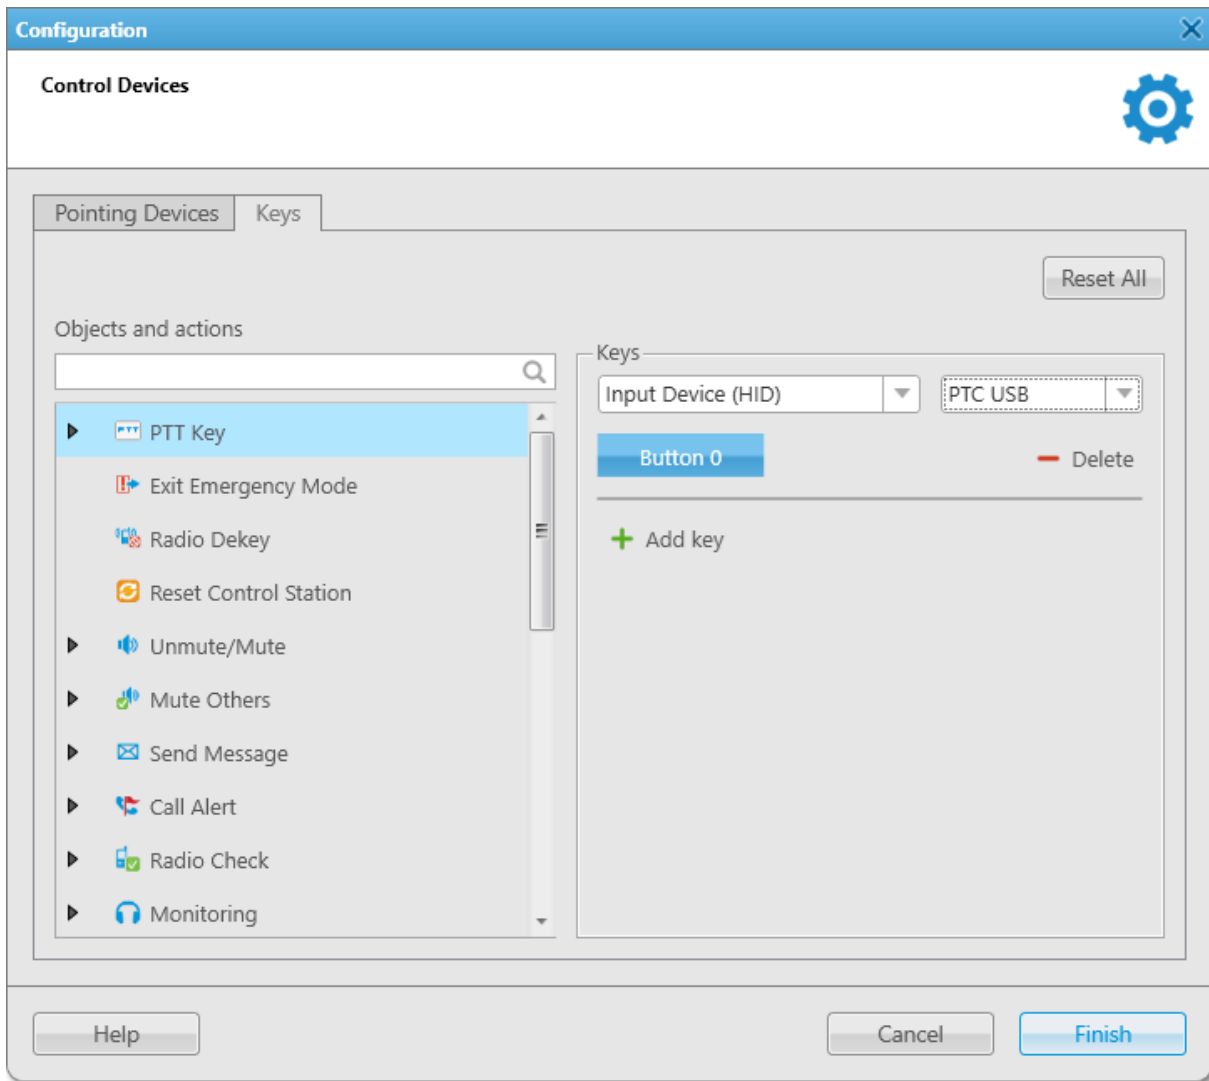 Configuration
Control Devices
Pointing Devices
Keys
Reset All
Objects and actions
Keys
Input Device (HID)
PTC USB
Button 0
Delete
Add key
PTT PTT Key
Exit Emergency Mode
Radio Dekey
Reset Control Station
Unmute/Mute
Mute Others
Send Message
Call Alert
Radio Check
Monitoring
Help
Cancel
Finish